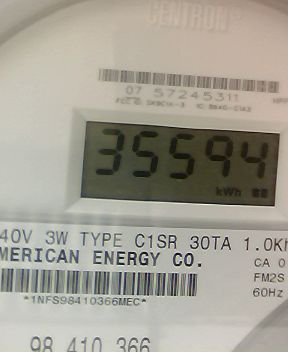 CENTRON®
07 57245311
35594
kWh
40V 3W TYPE C1SR 30TA 1.0Kh
MERICAN ENERGY CO.
CA 0
FM2S
60Hz
*1NFS98410366MEC*
98 410 366